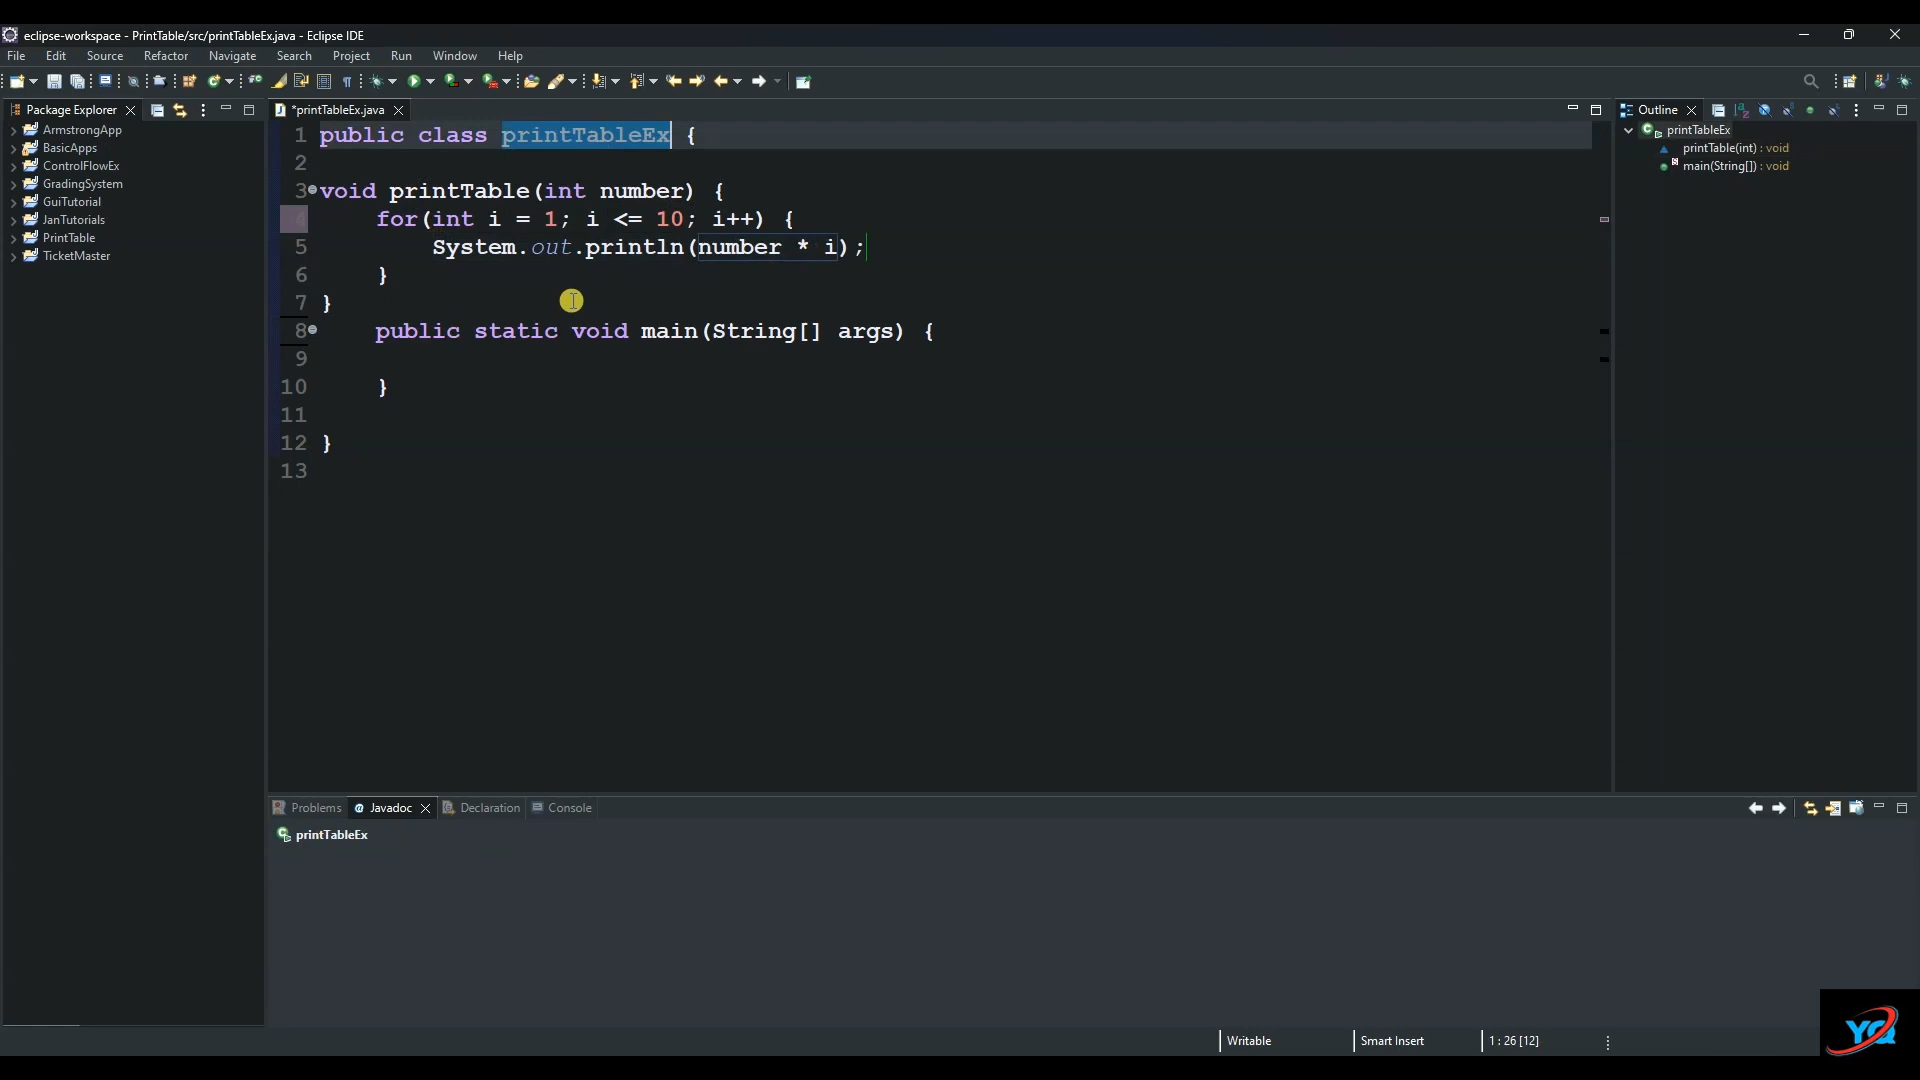 eclipse-workspace - PrintTable/src/printTableEx.java - Eclipse IDE
File Edit Source Refactor Navigate Search Project Run Window Help
Package Explorer
ArmstrongApp
BasicApps
ControlFlowEx
GradingSystem
GuiTutorial
JanTutorials
PrintTable
TicketMaster
*printTableEx.java
1 public class printTableEx {
2
3 void printTable(int number) {
4 for(int i = 1; i <= 10; i++) {
5 System.out.println(number * i);
6 }
7 }
8 public static void main(String[] args) {
9
10 }
11
12 }
13
Outline
printTableEx
printTable(int) : void
main(String[]) : void
Problems Javadoc Declaration Console
printTableEx
Writable Smart Insert 1 : 26 [12]
YQ